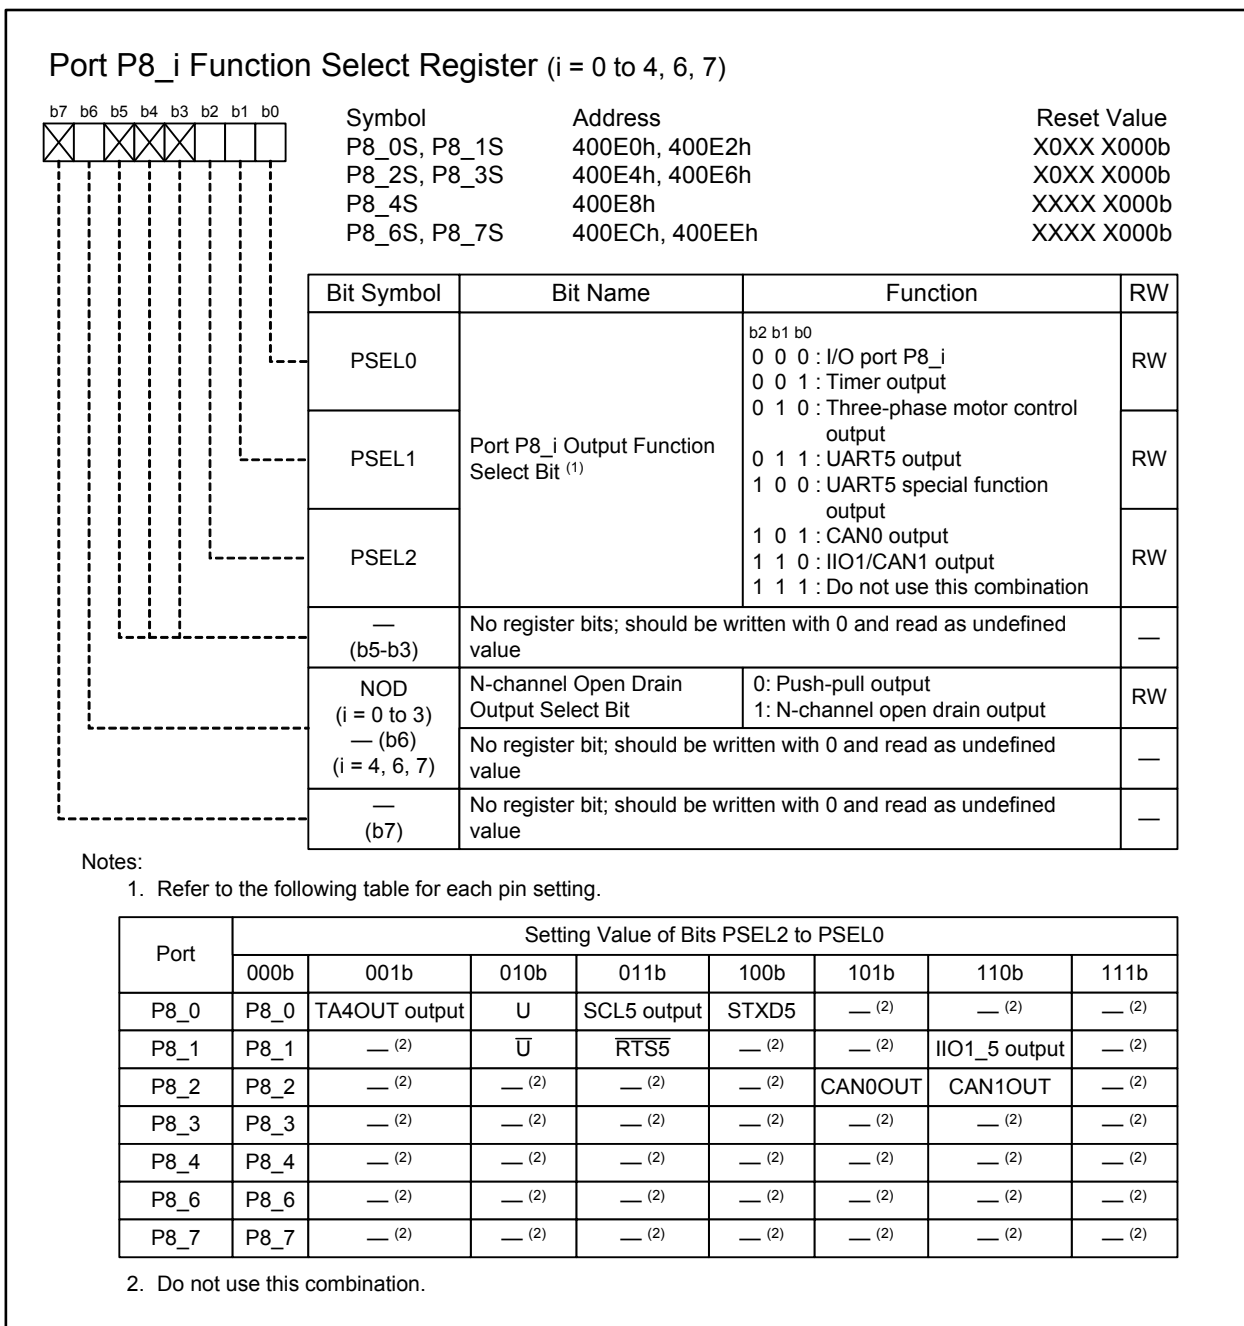 Port P8_i Function Select Register (i = 0 to 4, 6, 7)
b7 b6 b5 b4 b3 b2 b1 b0
Symbol Address Reset Value
P8_0S, P8_1S 400E0h, 400E2h X0XX X000b
P8_2S, P8_3S 400E4h, 400E6h X0XX X000b
P8_4S 400E8h XXXX X000b
P8_6S, P8_7S 400ECh, 400EEh XXXX X000b
Bit Symbol Bit Name Function RW
PSEL0 RW
PSEL1 RW
PSEL2 RW
Port P8_i Output Function
Select Bit (1)
b2 b1 b0
0 0 0 : I/O port P8_i
0 0 1 : Timer output
0 1 0 : Three-phase motor control
output
0 1 1 : UART5 output
1 0 0 : UART5 special function
output
1 0 1 : CAN0 output
1 1 0 : IIO1/CAN1 output
1 1 1 : Do not use this combination
—
(b5-b3)
No register bits; should be written with 0 and read as undefined
value
—
NOD
(i = 0 to 3)
— (b6)
(i = 4, 6, 7)
N-channel Open Drain
Output Select Bit
0: Push-pull output
1: N-channel open drain output
RW
No register bit; should be written with 0 and read as undefined
value
—
—
(b7)
No register bit; should be written with 0 and read as undefined
value
—
Notes:
1. Refer to the following table for each pin setting.
Port Setting Value of Bits PSEL2 to PSEL0
000b 001b 010b 011b 100b 101b 110b 111b
P8_0 P8_0 TA4OUT output U SCL5 output STXD5 — (2) — (2) — (2)
P8_1 P8_1 — (2) U̅ R̅T̅S̅5̅ — (2) — (2) IIO1_5 output — (2)
P8_2 P8_2 — (2) — (2) — (2) — (2) CAN0OUT CAN1OUT — (2)
P8_3 P8_3 — (2) — (2) — (2) — (2) — (2) — (2) — (2)
P8_4 P8_4 — (2) — (2) — (2) — (2) — (2) — (2) — (2)
P8_6 P8_6 — (2) — (2) — (2) — (2) — (2) — (2) — (2)
P8_7 P8_7 — (2) — (2) — (2) — (2) — (2) — (2) — (2)
2. Do not use this combination.